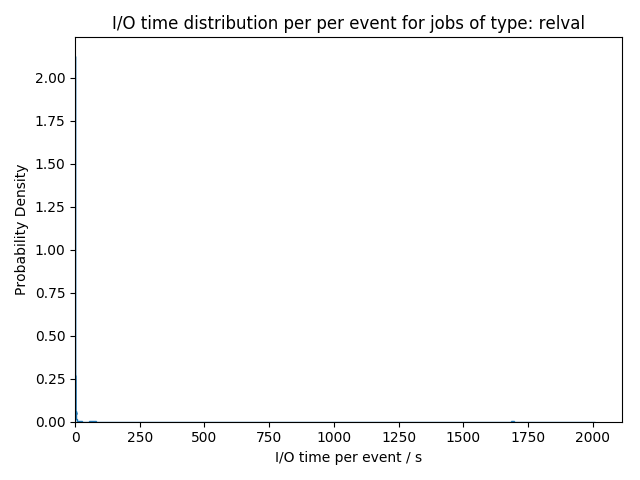 I/O time distribution per per event for jobs of type: relval
Probability Density
2.00
1.75
1.50
1.25
1.00
0.75
0.50
0.25
0.00
0 250 500 750 1000 1250 1500 1750 2000
I/O time per event / s